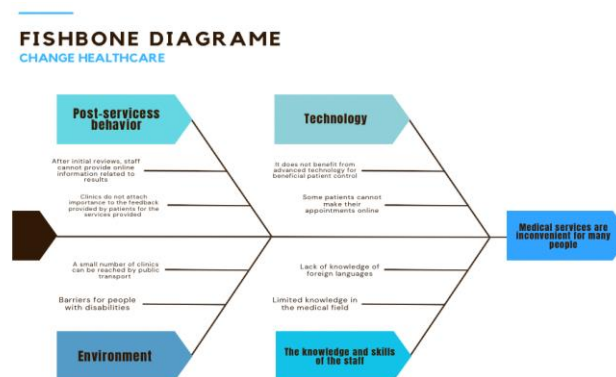 FISHBONE DIAGRAME
CHANGE HEALTHCARE
Post-servicess
behavior
Technology
After initial reviews, staff
cannot provide online
information related to
results
Clinics do not attach
importance to the feedback
provided by patients for the
services provided
It does not benefit from
advanced technology for
beneficial patient control
Some patients cannot
make their
appointments online
Medical services are
inconvenient for many
people
A small number of clinics
can be reached by public
transport
Barriers for people
with disabilities
Lack of knowledge of
foreign languages
Limited knowledge in
the medical field
Environment
The knowledge and skills
of the staff